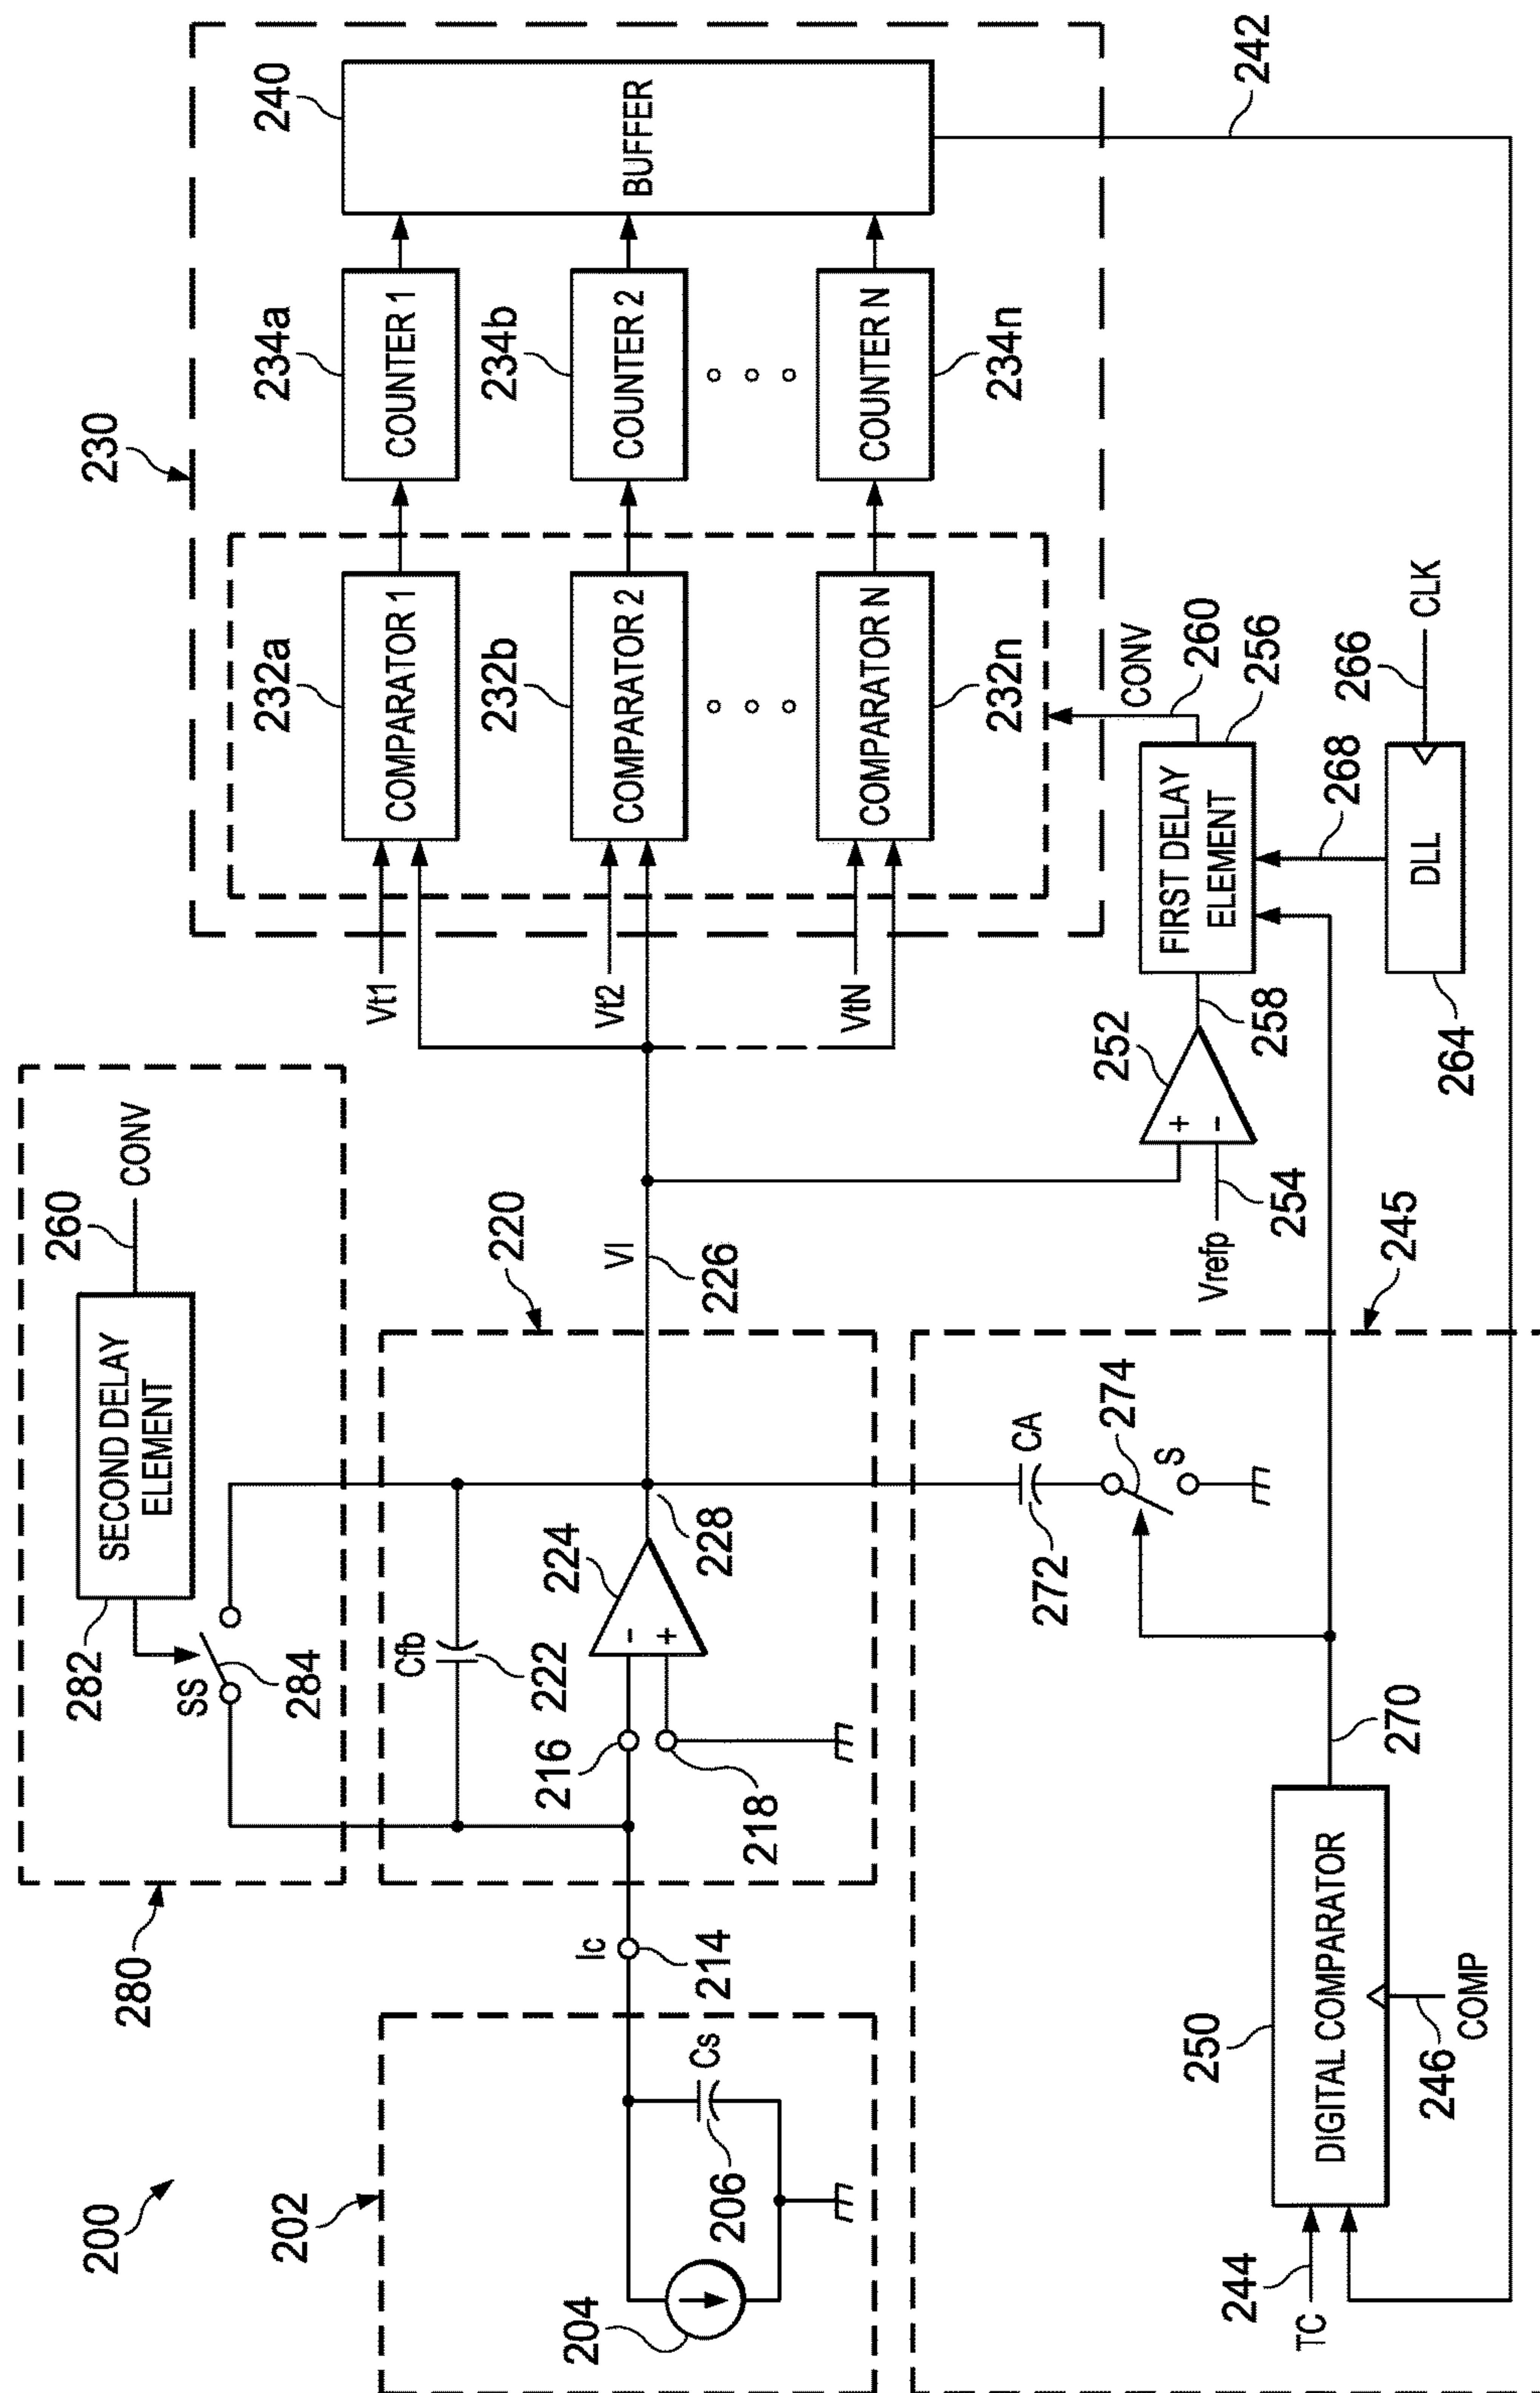 200
202
204
206
Cs
Ic
214
280
282
SECOND DELAY
ELEMENT
260
CONV
SS
284
Cfb
222
216
218
224
-
+
228
220
VI
226
Vt1
Vt2
VtN
230
232a
COMPARATOR 1
232b
COMPARATOR 2
232n
COMPARATOR N
234a
COUNTER 1
234b
COUNTER 2
234n
COUNTER N
240
BUFFER
242
CONV
260
256
FIRST DELAY
ELEMENT
258
252
+
-
254
Vrefp
268
266
CLK
DLL
264
245
CA
272
274
S
270
250
DIGITAL COMPARATOR
246
COMP
244
TC